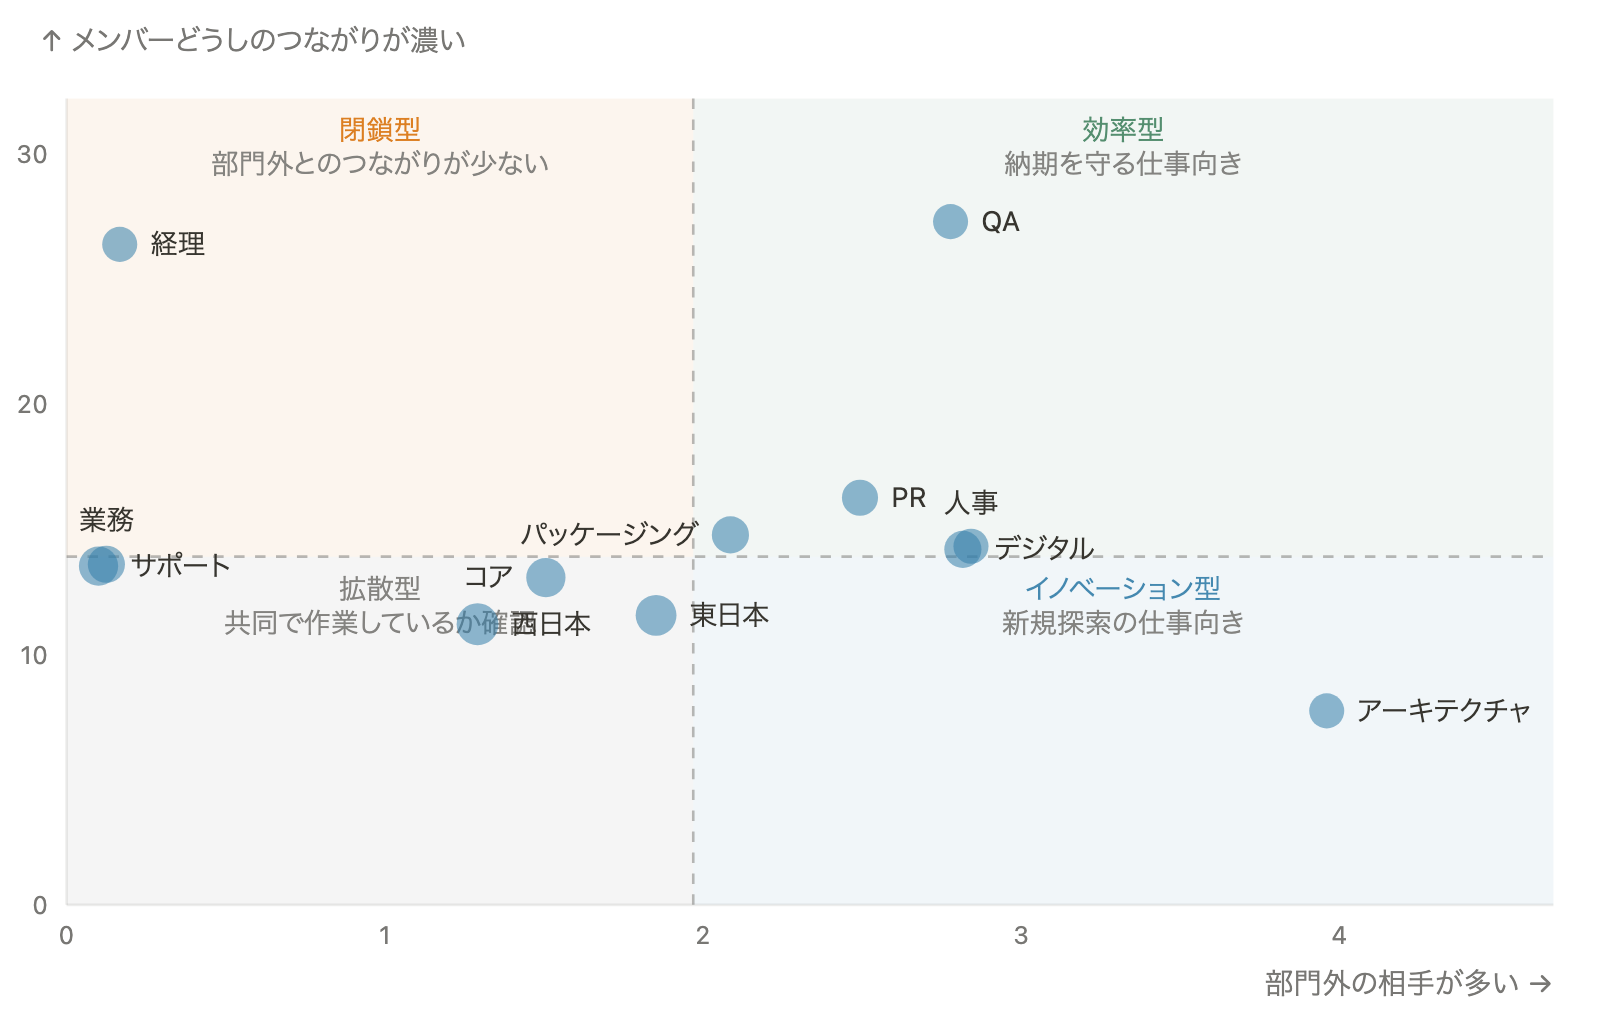 ↑ メンバーどうしのつながりが濃い
閉鎖型
部門外とのつながりが少ない
効率型
納期を守る仕事向き
30
経理
QA
20
業務
サポート
パッケージング
PR
人事
デジタル
コア
拡散型
共同で作業しているか確認
西日本
東日本
イノベーション型
新規探索の仕事向き
10
アーキテクチャ
0
0
1
2
3
4
部門外の相手が多い →